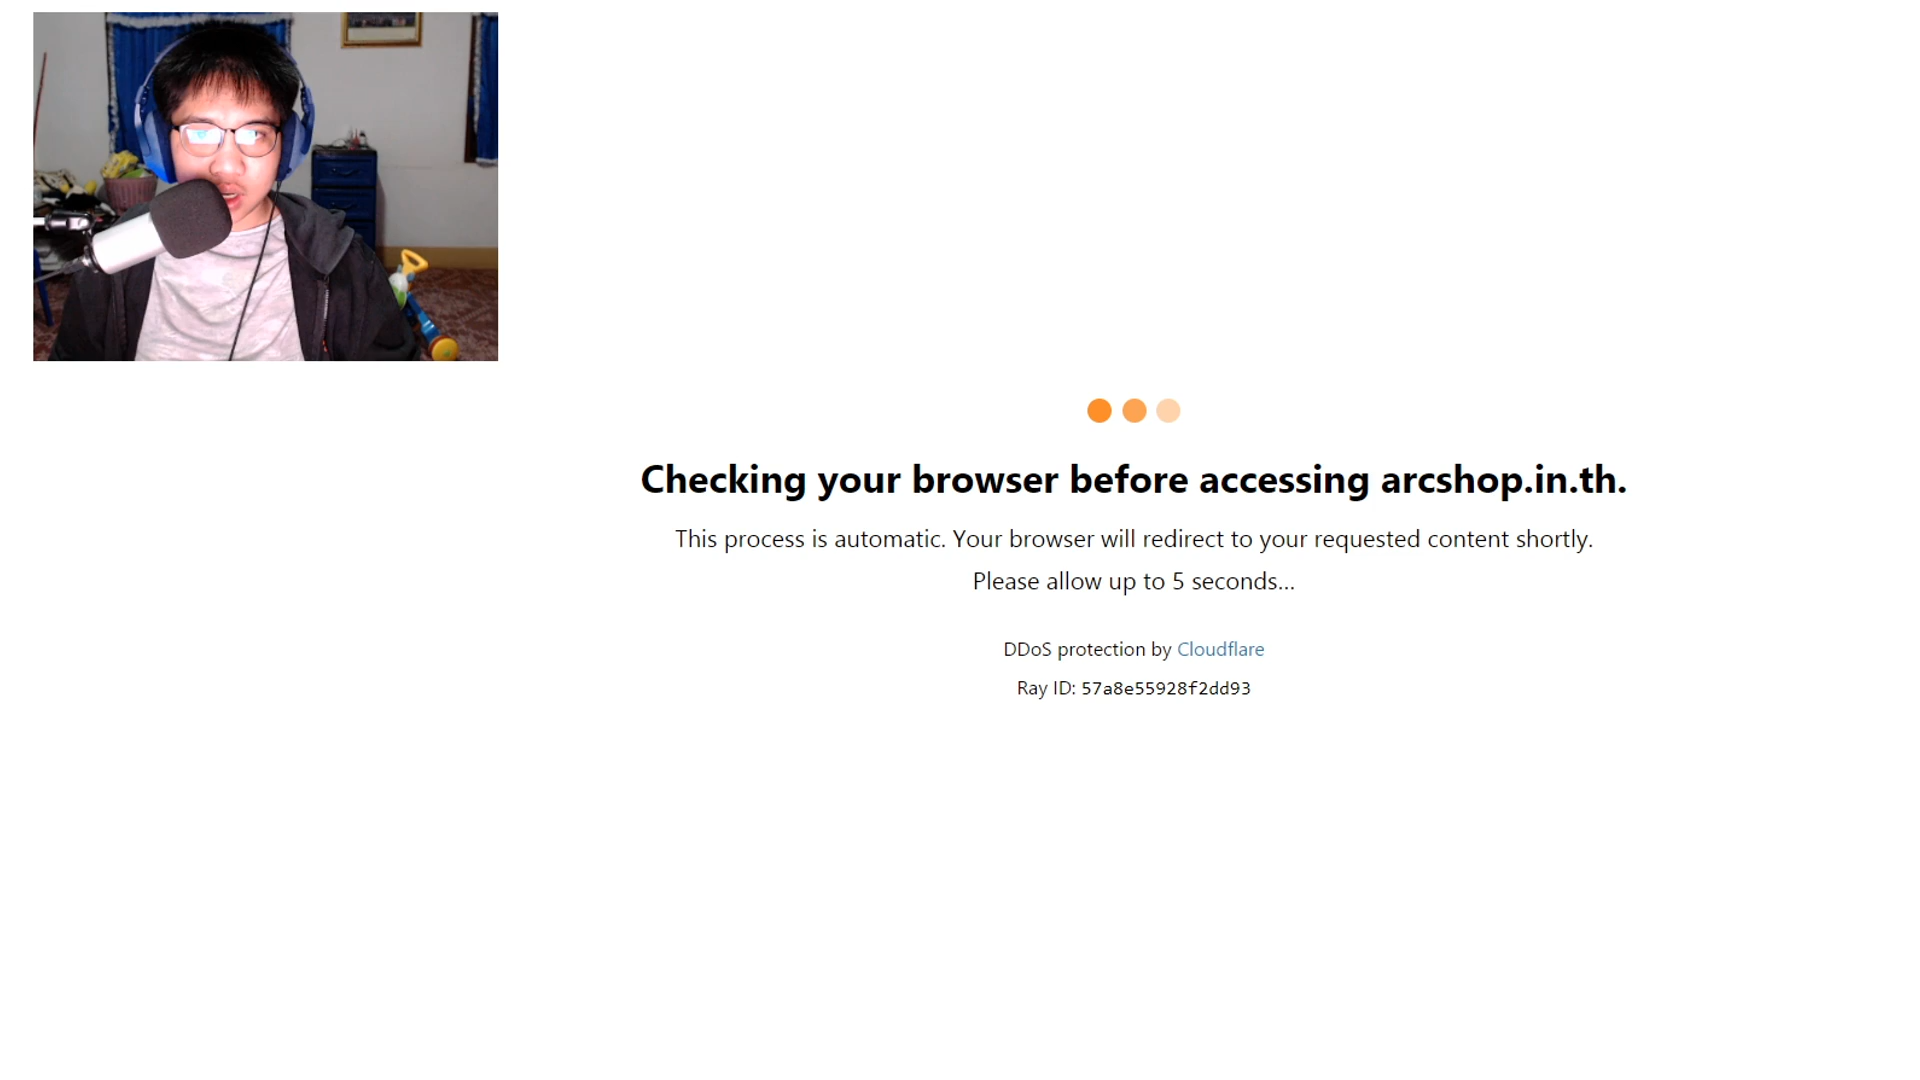 Checking your browser before accessing arcshop.in.th.
This process is automatic. Your browser will redirect to your requested content shortly.
Please allow up to 5 seconds...
DDoS protection by Cloudflare
Ray ID: 57a8e55928f2dd93